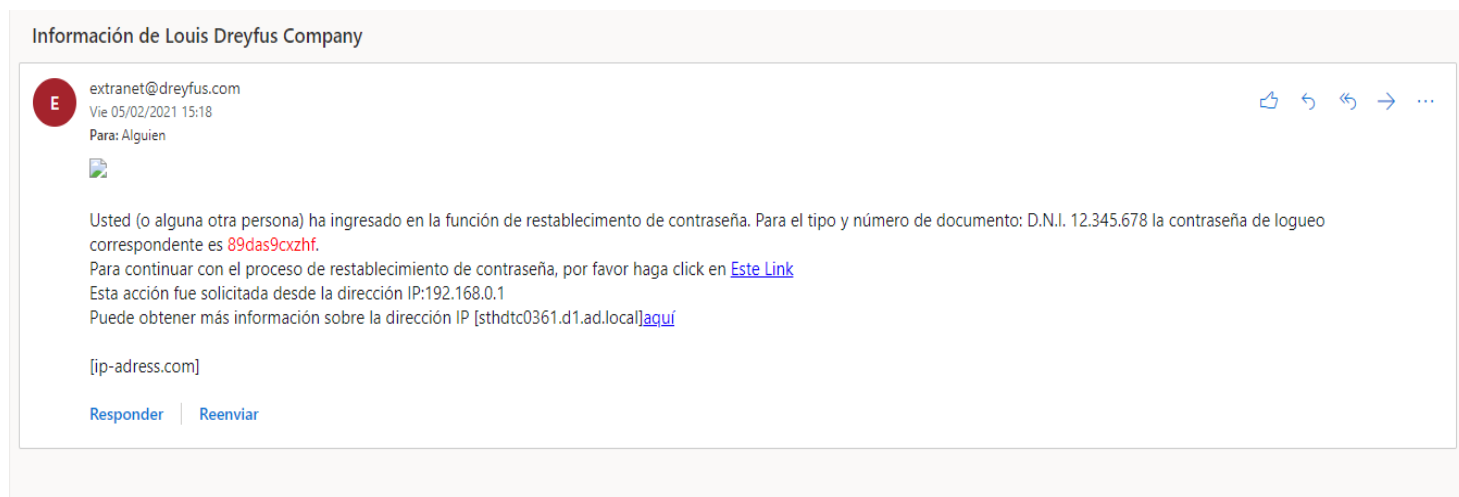 Información de Louis Dreyfus Company
E
extranet@dreyfus.com
Vie 05/02/2021 15:18
Para: Alguien
Usted (o alguna otra persona) ha ingresado en la función de restablecimiento de contraseña. Para el tipo y número de documento: D.N.I. 12.345.678 la contraseña de logueo
correspondente es 89das9cxzhf.
Para continuar con el proceso de restablecimiento de contraseña, por favor haga click en Este Link
Esta acción fue solicitada desde la dirección IP:192.168.0.1
Puede obtener más información sobre la dirección IP [sthdtc0361.d1.ad.local]aquí
[ip-adress.com]
Responder Reenviar